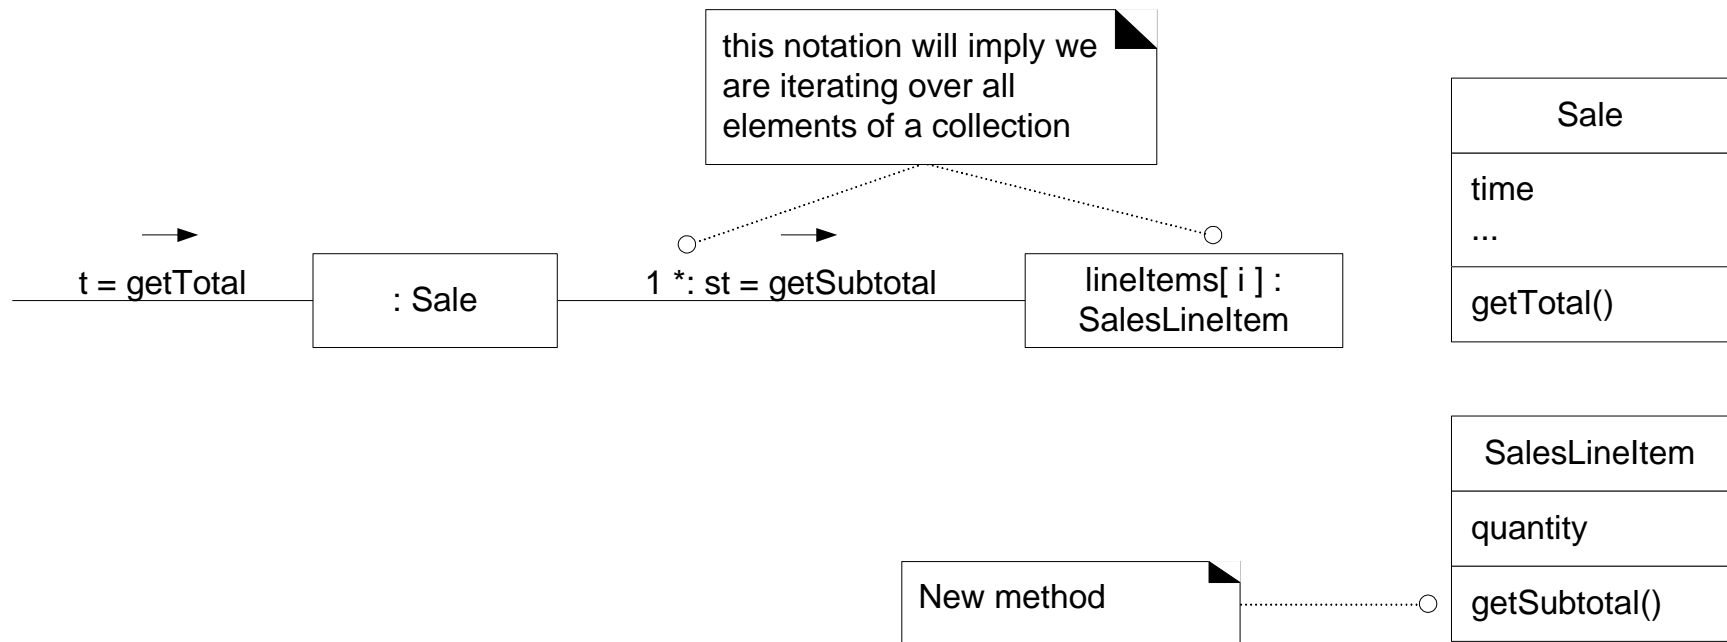 this notation will imply we
are iterating over all
elements of a collection
t = getTotal
: Sale
1 *: st = getSubtotal
lineItems[ i ] :
SalesLineItem
Sale
time
...
getTotal()
SalesLineItem
quantity
getSubtotal()
New method